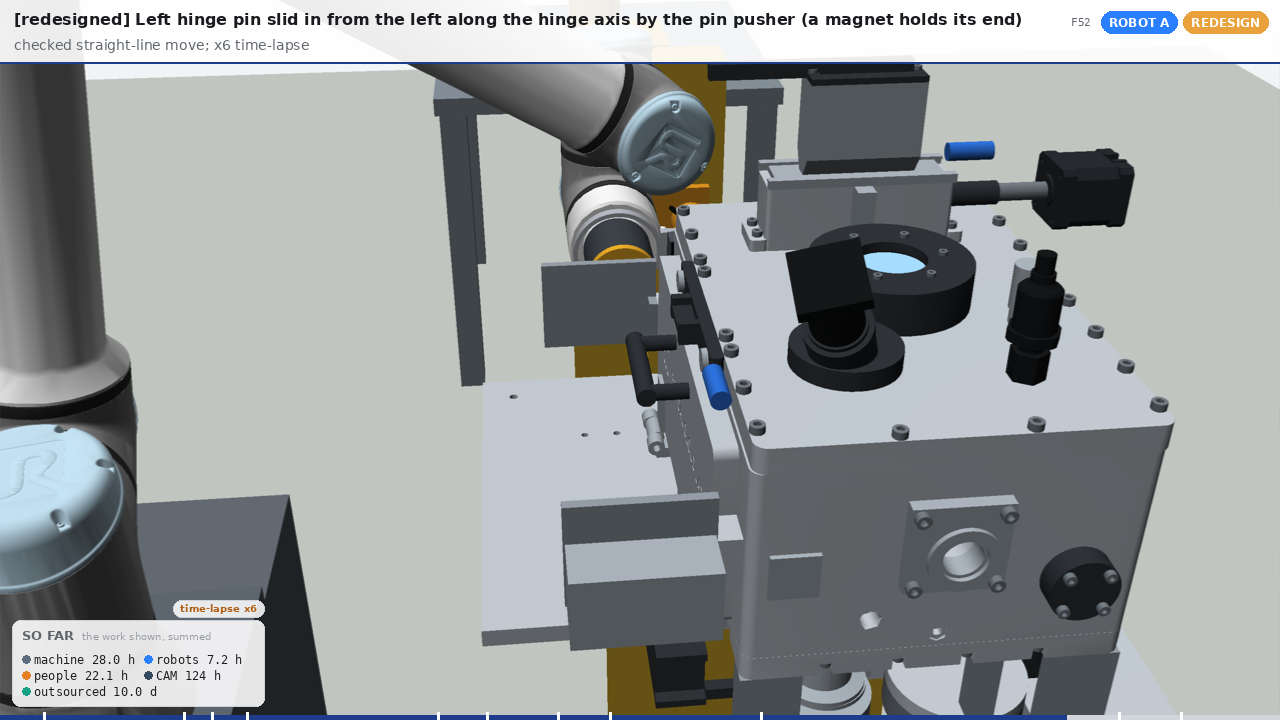 [redesigned] Left hinge pin slid in from the left along the hinge axis by the pin pusher (a magnet holds its end)
F52
ROBOT A
REDESIGN
checked straight-line move; x6 time-lapse
time-lapse x6
SO FAR the work shown, summed
machine 28.0 h
robots 7.2 h
people 22.1 h
CAM 124 h
outsourced 10.0 d